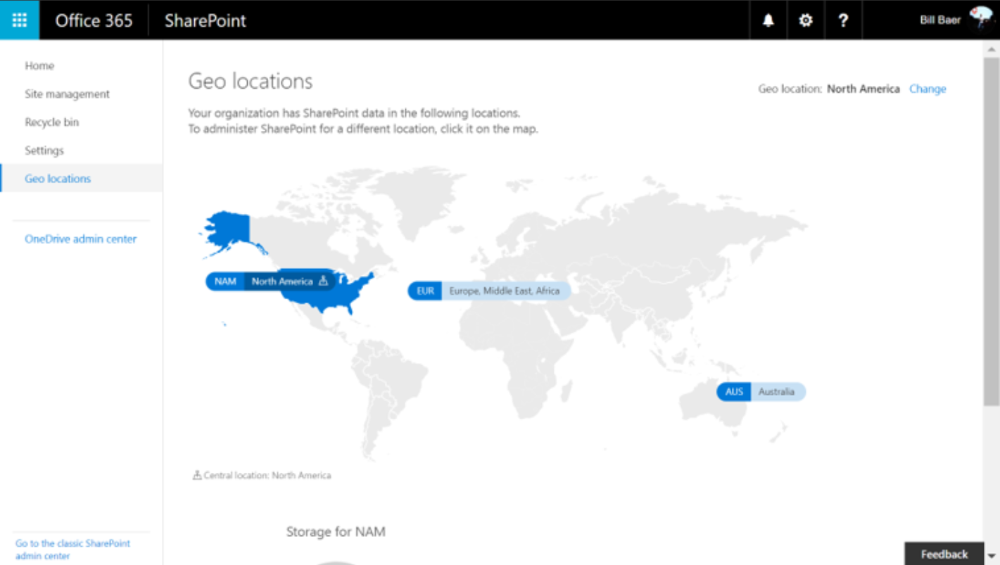 Office 365 SharePoint ? Bill Baer
Home
Site management
Recycle bin
Settings
Geo locations
OneDrive admin center
Go to the classic SharePoint
admin center
Geo locations
Geo location: North America Change
Your organization has SharePoint data in the following locations.
To administer SharePoint for a different location, click it on the map.
NAM North America
EUR Europe, Middle East, Africa
AUS Australia
Central location: North America
Storage for NAM
Feedback